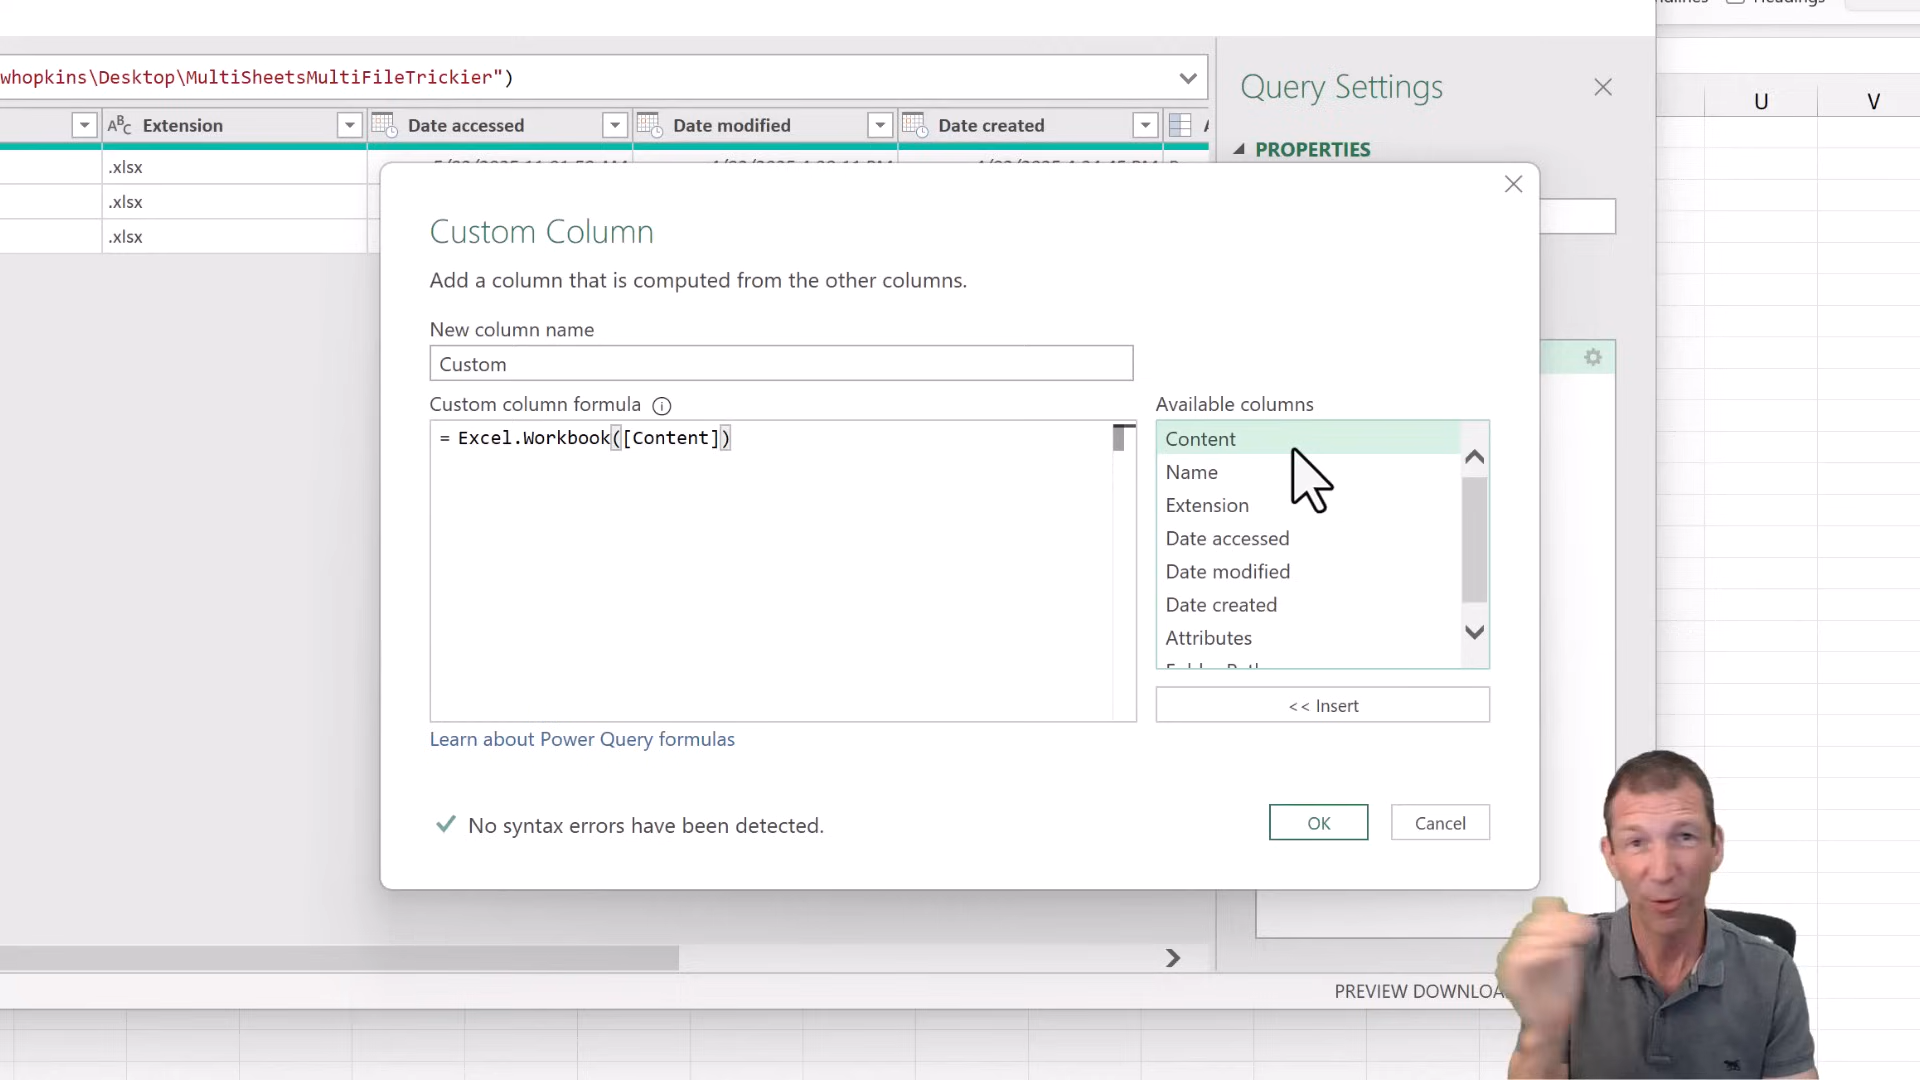 Headings
whopkins\Desktop\MultiSheetsMultiFileTrickier")
Query Settings
U V
ABC Extension Date accessed Date modified Date created
PROPERTIES
.xlsx
.xlsx
.xlsx
Custom Column
Add a column that is computed from the other columns.
New column name
Custom
Custom column formula
Available columns
= Excel.Workbook([Content])
Content
Name
Extension
Date accessed
Date modified
Date created
Attributes
<< Insert
Learn about Power Query formulas
No syntax errors have been detected.
OK Cancel
PREVIEW